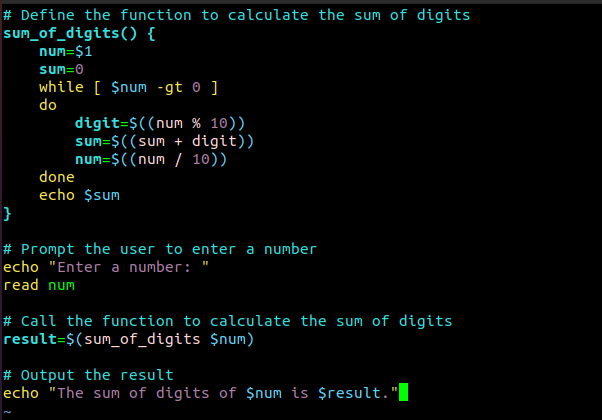 # Define the function to calculate the sum of digits
sum_of_digits() {
    num=$1
    sum=0
    while [ $num -gt 0 ]
    do
        digit=$((num % 10))
        sum=$((sum + digit))
        num=$((num / 10))
    done
    echo $sum
}

# Prompt the user to enter a number
echo "Enter a number: "
read num

# Call the function to calculate the sum of digits
result=$(sum_of_digits $num)

# Output the result
echo "The sum of digits of $num is $result."
~